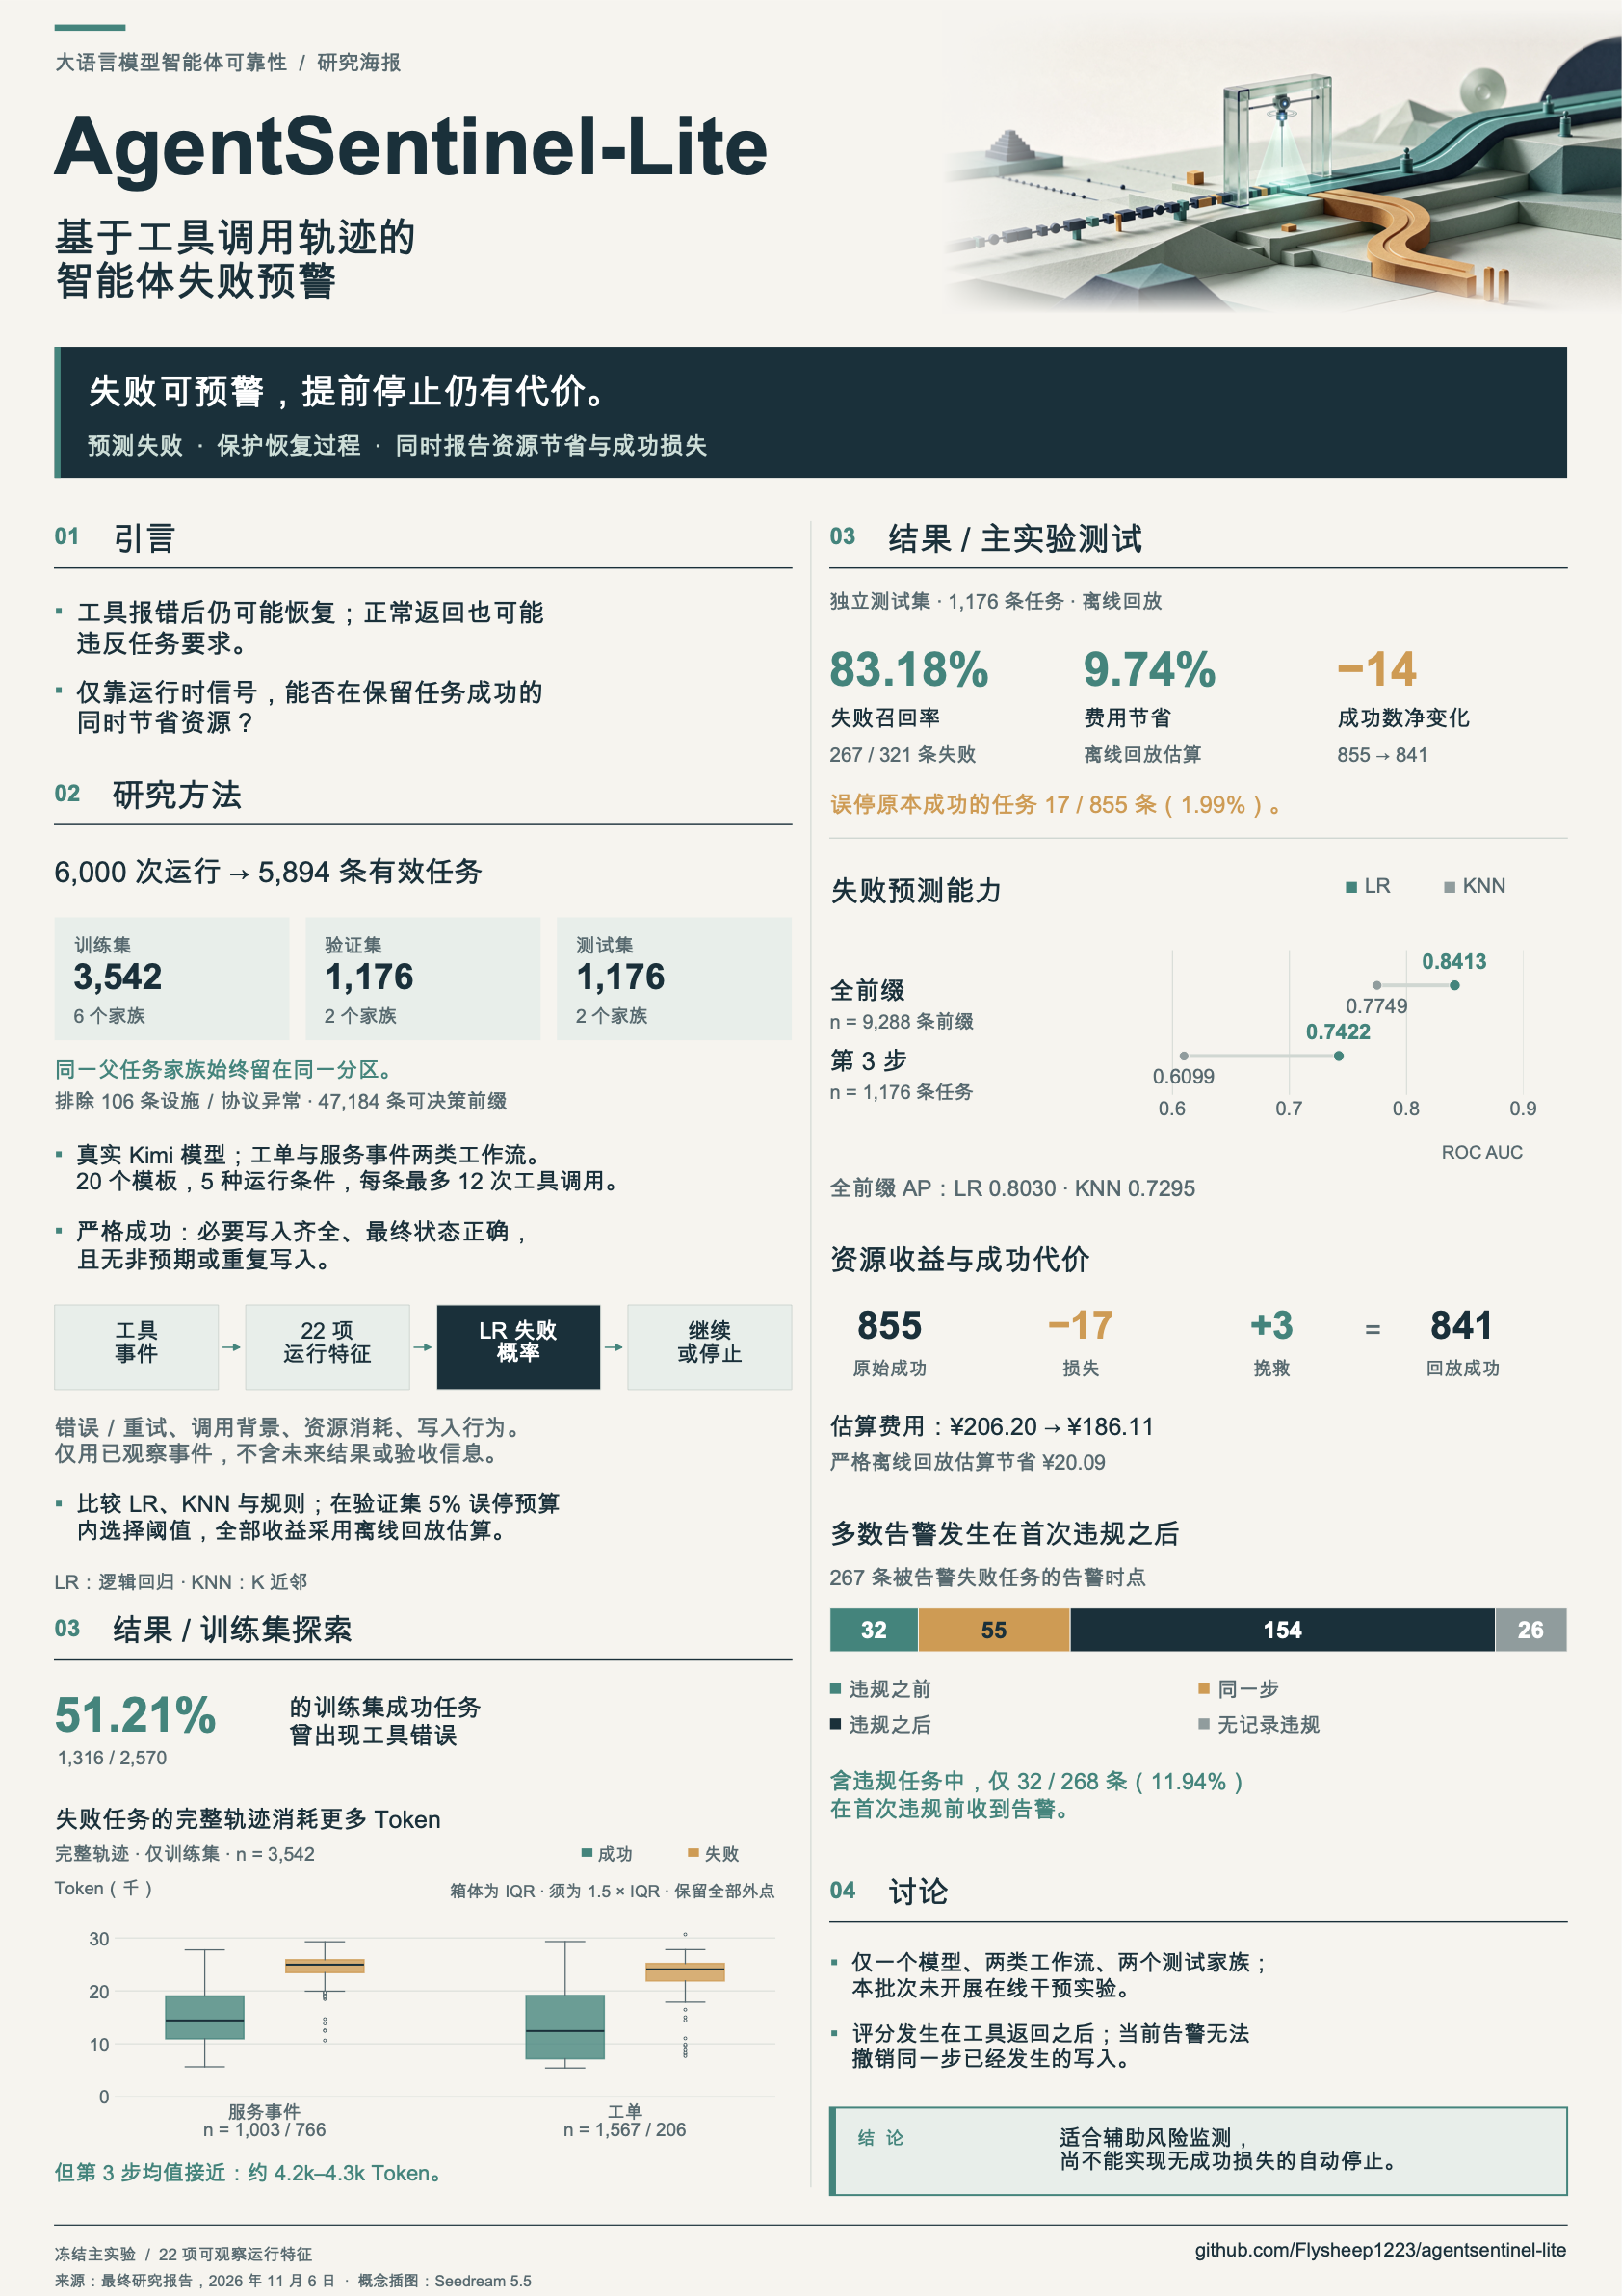 大语言模型智能体可靠性 / 研究海报
AgentSentinel-Lite
基于工具调用轨迹的
智能体失败预警
失败可预警，提前停止仍有代价。
预测失败 · 保护恢复过程 · 同时报告资源节省与成功损失
01 引言
▪ 工具报错后仍可能恢复；正常返回也可能
违反任务要求。
▪ 仅靠运行时信号，能否在保留任务成功的
同时节省资源？
02 研究方法
6,000 次运行 → 5,894 条有效任务
训练集 验证集 测试集
3,542 1,176 1,176
6 个家族 2 个家族 2 个家族
同一父任务家族始终留在同一分区。
排除 106 条设施 / 协议异常 · 47,184 条可决策前缀
▪ 真实 Kimi 模型；工单与服务事件两类工作流。
20 个模板，5 种运行条件，每条最多 12 次工具调用。
▪ 严格成功：必要写入齐全、最终状态正确，
且无非预期或重复写入。
工具 22 项 LR 失败 继续
事件 → 运行特征 → 概率 → 或停止
错误 / 重试、调用背景、资源消耗、写入行为。
仅用已观察事件，不含未来结果或验收信息。
▪ 比较 LR、KNN 与规则；在验证集 5% 误停预算
内选择阈值，全部收益采用离线回放估算。
LR：逻辑回归 · KNN：K 近邻
03 结果 / 训练集探索
51.21% 的训练集成功任务
曾出现工具错误
1,316 / 2,570
失败任务的完整轨迹消耗更多 Token
完整轨迹 · 仅训练集 · n = 3,542 成功 失败
Token（千） 箱体为 IQR · 须为 1.5 × IQR · 保留全部外点
30
20
10
0
服务事件 工单
n = 1,003 / 766 n = 1,567 / 206
但第 3 步均值接近：约 4.2k–4.3k Token。
03 结果 / 主实验测试
独立测试集 · 1,176 条任务 · 离线回放
83.18% 9.74% −14
失败召回率 费用节省 成功数净变化
267 / 321 条失败 离线回放估算 855 → 841
误停原本成功的任务 17 / 855 条（1.99%）。
失败预测能力 LR KNN
0.8413
全前缀
0.7749
n = 9,288 条前缀
0.7422
第 3 步
0.6099
n = 1,176 条任务
0.6 0.7 0.8 0.9
ROC AUC
全前缀 AP：LR 0.8030 · KNN 0.7295
资源收益与成功代价
855 −17 +3 = 841
原始成功 损失 挽救 回放成功
估算费用：¥206.20 → ¥186.11
严格离线回放估算节省 ¥20.09
多数告警发生在首次违规之后
267 条被告警失败任务的告警时点
32 55 154 26
违规之前 同一步
违规之后 无记录违规
含违规任务中，仅 32 / 268 条（11.94%）
在首次违规前收到告警。
04 讨论
▪ 仅一个模型、两类工作流、两个测试家族；
本批次未开展在线干预实验。
▪ 评分发生在工具返回之后；当前告警无法
撤销同一步已经发生的写入。
结 论 适合辅助风险监测，
尚不能实现无成功损失的自动停止。
冻结主实验 / 22 项可观察运行特征
来源：最终研究报告，2026 年 11 月 6 日 · 概念插图：Seedream 5.5
github.com/Flysheep1223/agentsentinel-lite